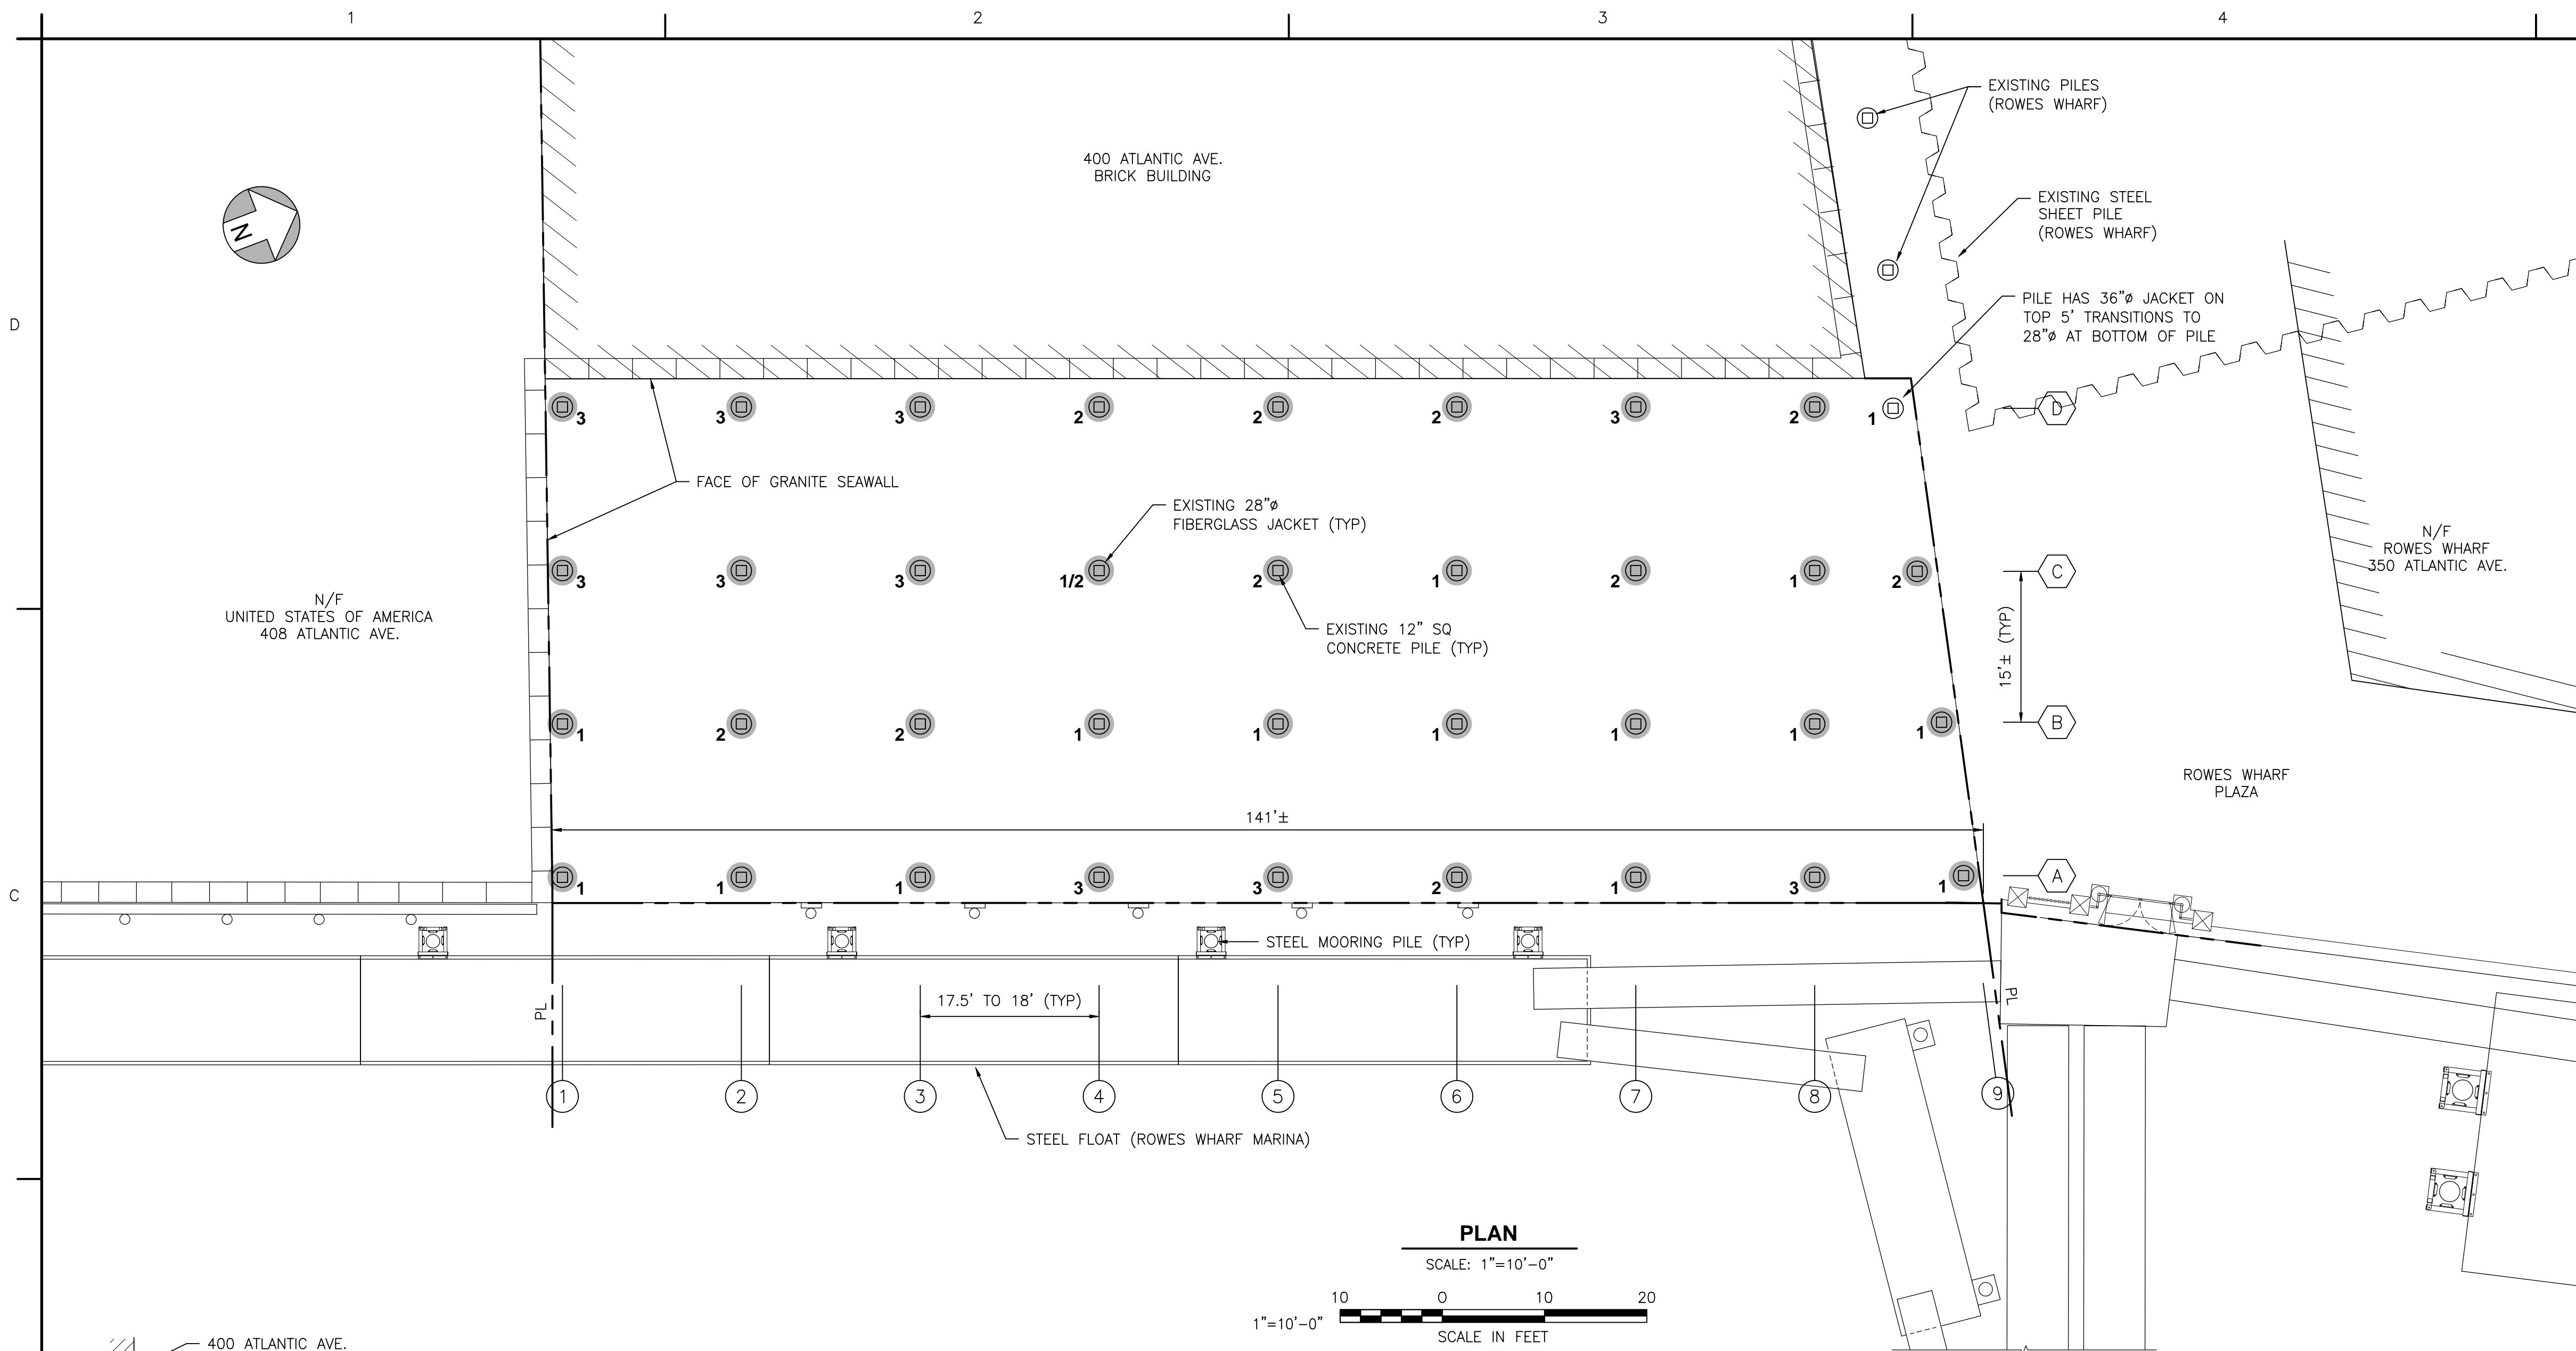 1 2 3 4
EXISTING PILES
(ROWES WHARF)
400 ATLANTIC AVE.
BRICK BUILDING
EXISTING STEEL
SHEET PILE
(ROWES WHARF)
N
PILE HAS 36"ø JACKET ON
TOP 5' TRANSITIONS TO
28"ø AT BOTTOM OF PILE
D
3 3 3 2 2 2 3 2 1 D
FACE OF GRANITE SEAWALL
EXISTING 28"ø
FIBERGLASS JACKET (TYP)
N/F
ROWES WHARF
350 ATLANTIC AVE.
3 3 3 1/2 2 1 2 1 2 C
N/F
UNITED STATES OF AMERICA
408 ATLANTIC AVE.
EXISTING 12" SQ
CONCRETE PILE (TYP)
15'± (TYP)
1 2 2 1 1 1 1 1 1 B
ROWES WHARF
PLAZA
141'±
1 1 1 3 3 2 1 3 1 A
C
STEEL MOORING PILE (TYP)
17.5' TO 18' (TYP)
PL
PL
1 2 3 4 5 6 7 8 9
STEEL FLOAT (ROWES WHARF MARINA)
PLAN
SCALE: 1"=10'-0"
10 0 10 20
1"=10'-0"
SCALE IN FEET
400 ATLANTIC AVE.